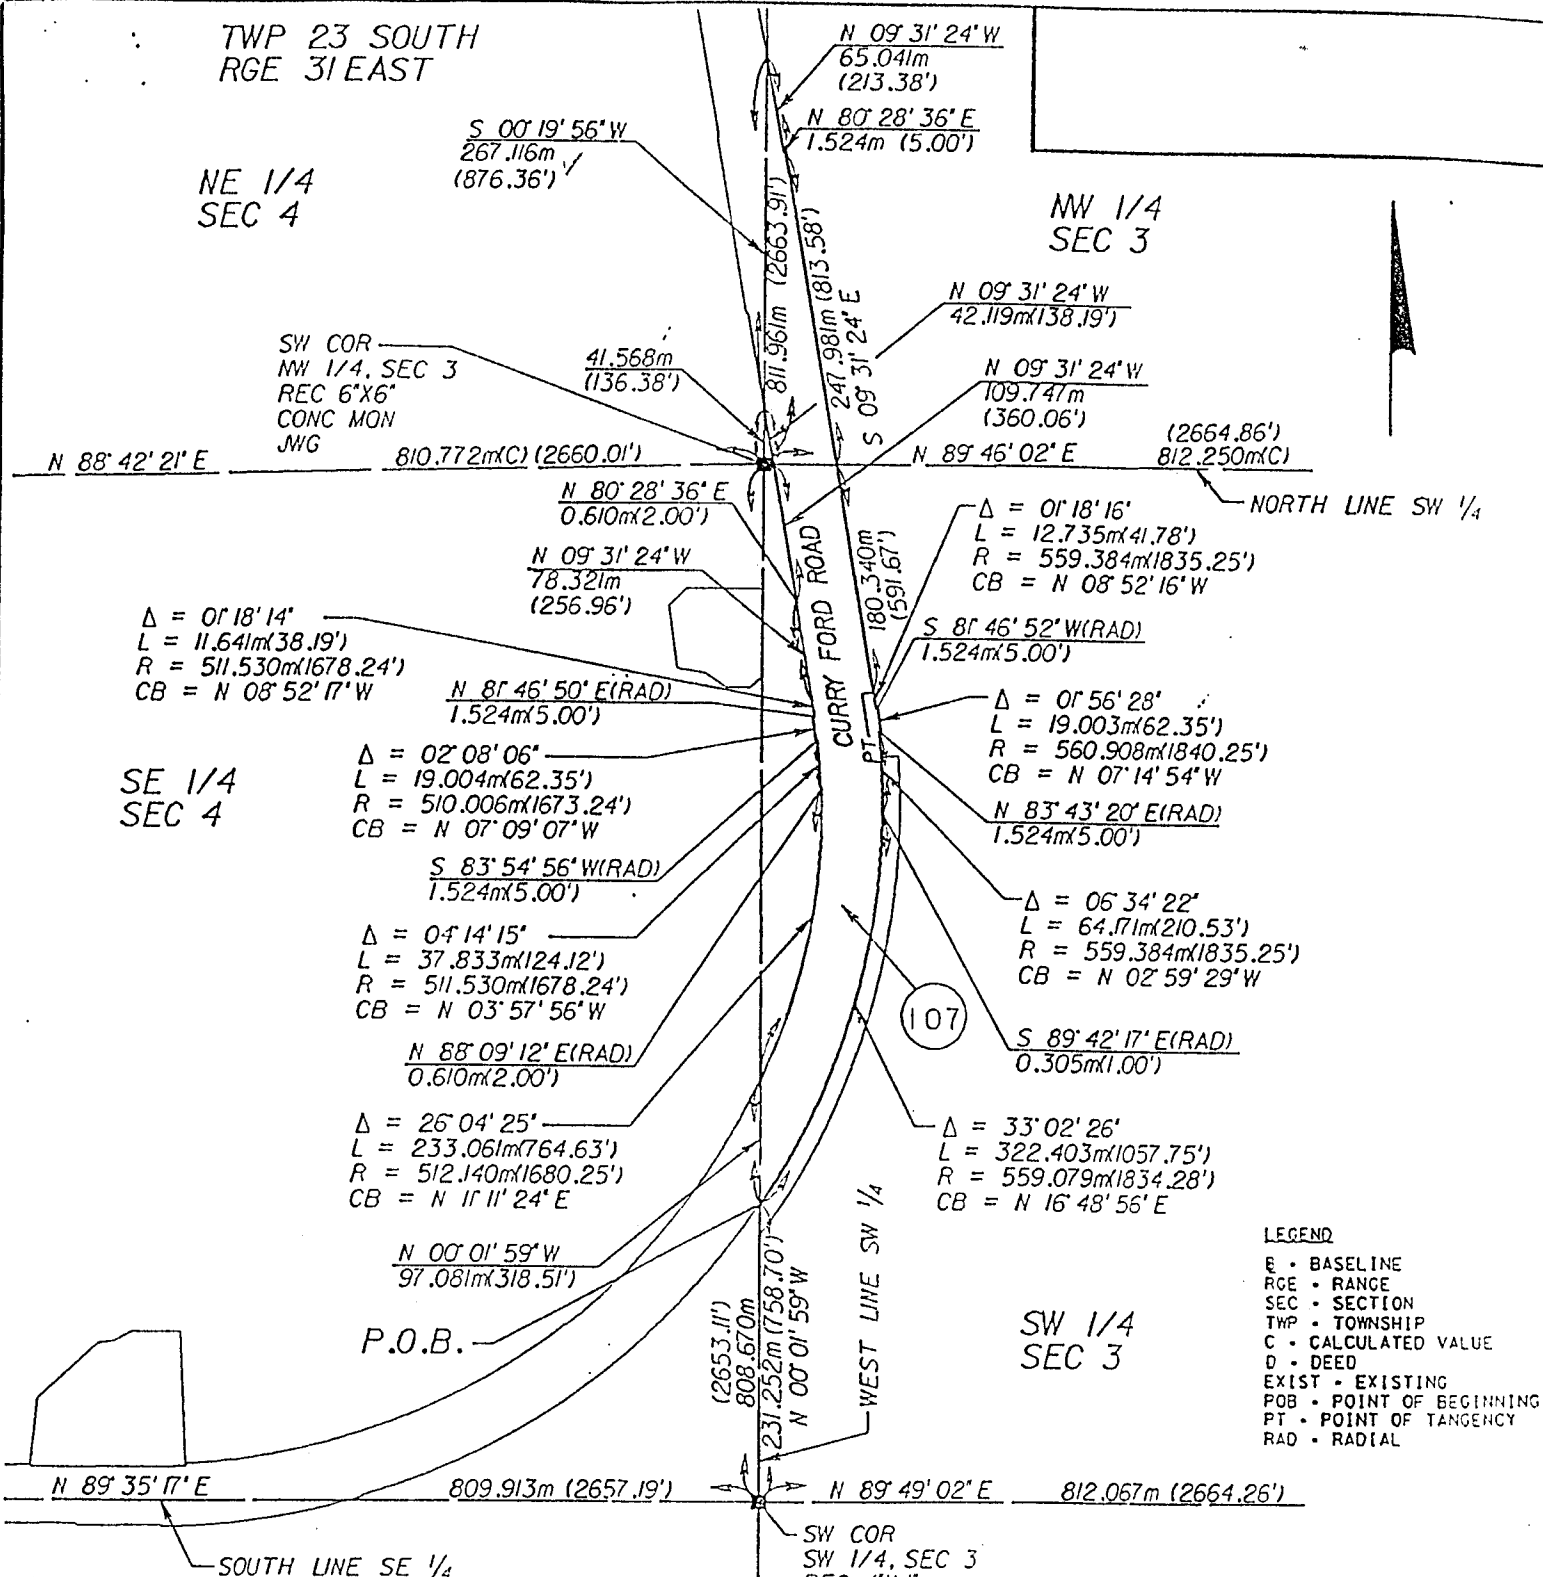 TWP 23 SOUTH
RGE 31 EAST
N 09° 31' 24" W
65.041m
(213.38')
N 80° 28' 36" E
1.524m (5.00')
S 00° 19' 56" W
267.116m
(876.36')
NE 1/4
SEC 4
NW 1/4
SEC 3
811.961m (2663.91')
247.981m (813.58')
S 09° 31' 24" E
N 09° 31' 24" W
42.119m(138.19')
SW COR
NW 1/4, SEC 3
REC 6"X6"
CONC MON
JWG
41.568m
(136.38')
N 09° 31' 24" W
109.747m
(360.06')
N 88° 42' 21" E
810.772m(C) (2660.01')
N 89° 46' 02" E
(2664.86')
812.250m(C)
NORTH LINE SW 1/4
N 80° 28' 36" E
0.610m(2.00')
N 09° 31' 24" W
78.321m
(256.96')
CURRY FORD ROAD
180.340m
(591.67')
PT
Δ = 01° 18' 16"
L = 12.735m(41.78')
R = 559.384m(1835.25')
CB = N 08° 52' 16" W
S 81° 46' 52" W(RAD)
1.524m(5.00')
Δ = 01° 18' 14"
L = 11.641m(38.19')
R = 511.530m(1678.24')
CB = N 08° 52' 17" W
N 81° 46' 50" E(RAD)
1.524m(5.00')
Δ = 01° 56' 28"
L = 19.003m(62.35')
R = 560.908m(1840.25')
CB = N 07° 14' 54" W
SE 1/4
SEC 4
Δ = 02° 08' 06"
L = 19.004m(62.35')
R = 510.006m(1673.24')
CB = N 07° 09' 07" W
N 83° 43' 20" E(RAD)
1.524m(5.00')
S 83° 54' 56" W(RAD)
1.524m(5.00')
Δ = 06° 34' 22"
L = 64.171m(210.53')
R = 559.384m(1835.25')
CB = N 02° 59' 29" W
Δ = 04° 14' 15"
L = 37.833m(124.12')
R = 511.530m(1678.24')
CB = N 03° 57' 56" W
107
S 89° 42' 17" E(RAD)
0.305m(1.00')
N 88° 09' 12" E(RAD)
0.610m(2.00')
Δ = 26° 04' 25"
L = 233.061m(764.63')
R = 512.140m(1680.25')
CB = N 11° 11' 24" E
Δ = 33° 02' 26"
L = 322.403m(1057.75')
R = 559.079m(1834.28')
CB = N 16° 48' 56" E
N 00° 01' 59" W
97.081m(318.51')
P.O.B.
(2653.11')
808.670m
231.252m (758.70')
N 00° 01' 59" W
WEST LINE SW 1/4
SW 1/4
SEC 3
LEGEND
B - BASELINE
RGE - RANGE
SEC - SECTION
TWP - TOWNSHIP
C - CALCULATED VALUE
D - DEED
EXIST - EXISTING
POB - POINT OF BEGINNING
PT - POINT OF TANGENCY
RAD - RADIAL
N 89° 35' 17" E
809.913m (2657.19')
N 89° 49' 02" E
812.067m (2664.26')
SOUTH LINE SE 1/4
SW COR
SW 1/4, SEC 3